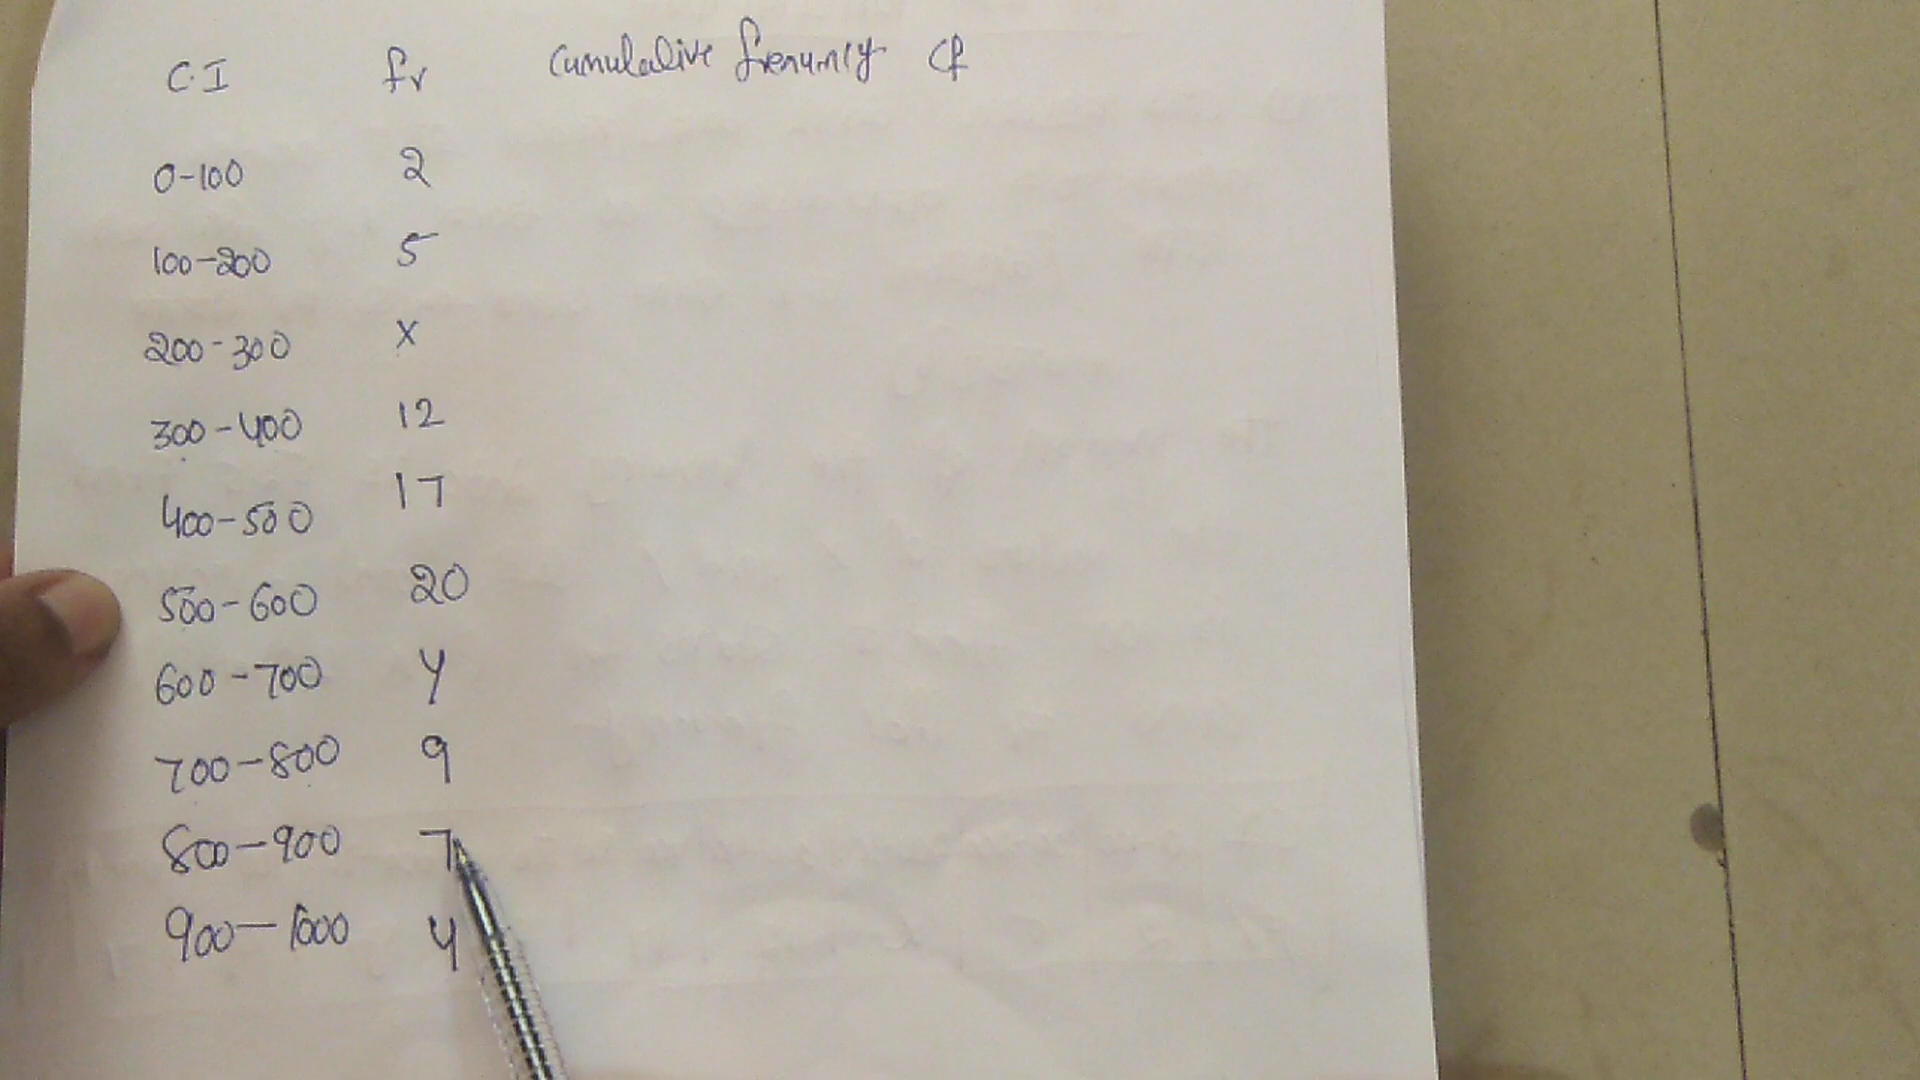 C.I fr Cumulative frequency Cf
0-100 2
100-200 5
200-300 x
300-400 12
400-500 17
500-600 20
600-700 y
700-800 9
800-900 7
900-1000 4